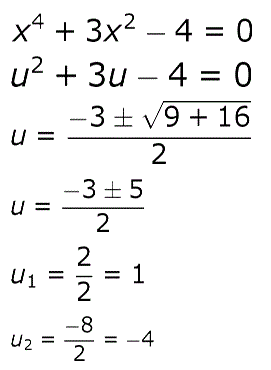 x⁴ + 3x² − 4 = 0
u² + 3u − 4 = 0
u = (−3 ± √(9 + 16))/2
u = (−3 ± 5)/2
u₁ = 2/2 = 1
u₂ = −8/2 = −4